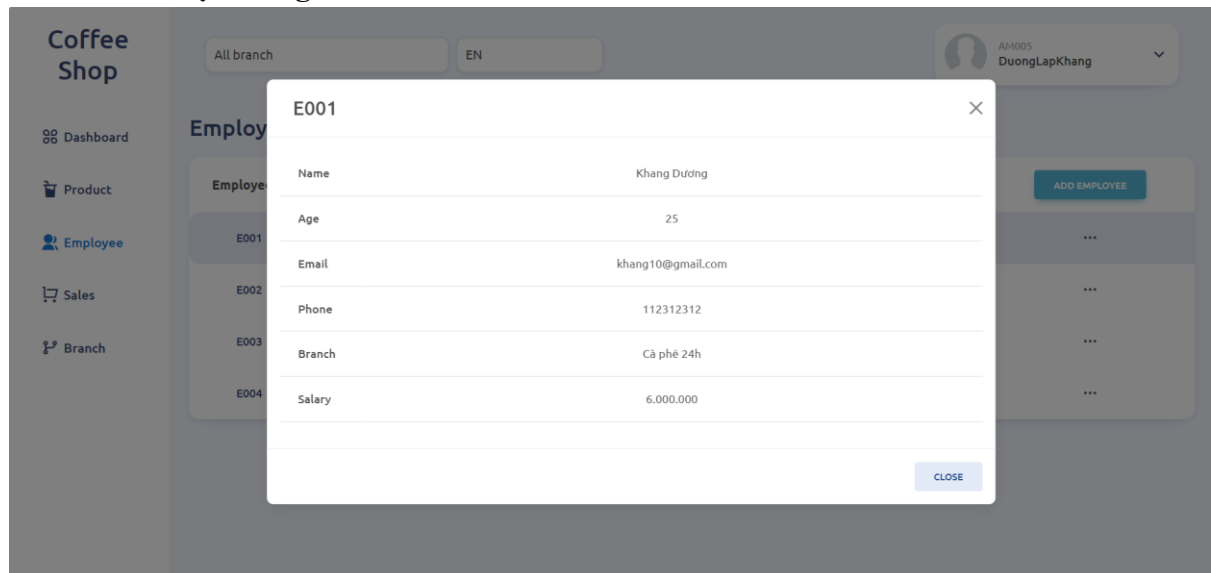 Coffee
Shop
All branch
EN
AM005
DuongLapKhang
Dashboard
Product
Employee
Sales
Branch
Employ
Employe
ADD EMPLOYEE
E001
...
E002
...
E003
...
E004
...
E001
Name Khang Dương
Age 25
Email khang10@gmail.com
Phone 112312312
Branch Cà phê 24h
Salary 6.000.000
CLOSE